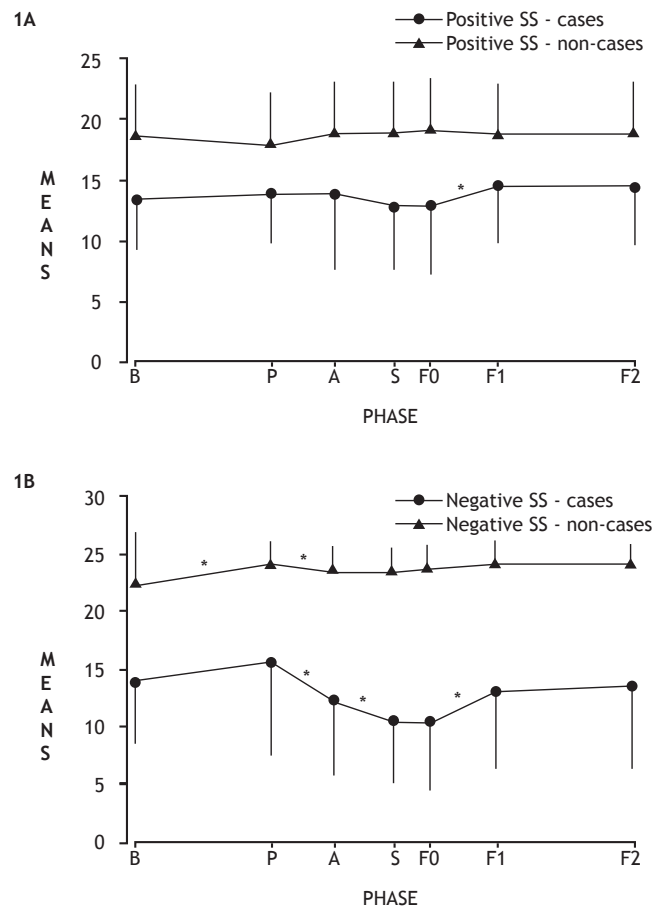 1A
Positive SS - cases
Positive SS - non-cases
25
20
15
10
5
0
M
E
A
N
S
*
B P A S F0 F1 F2
PHASE
1B
Negative SS - cases
Negative SS - non-cases
30
25
20
15
10
5
0
M
E
A
N
S
* *
* * *
B P A S F0 F1 F2
PHASE